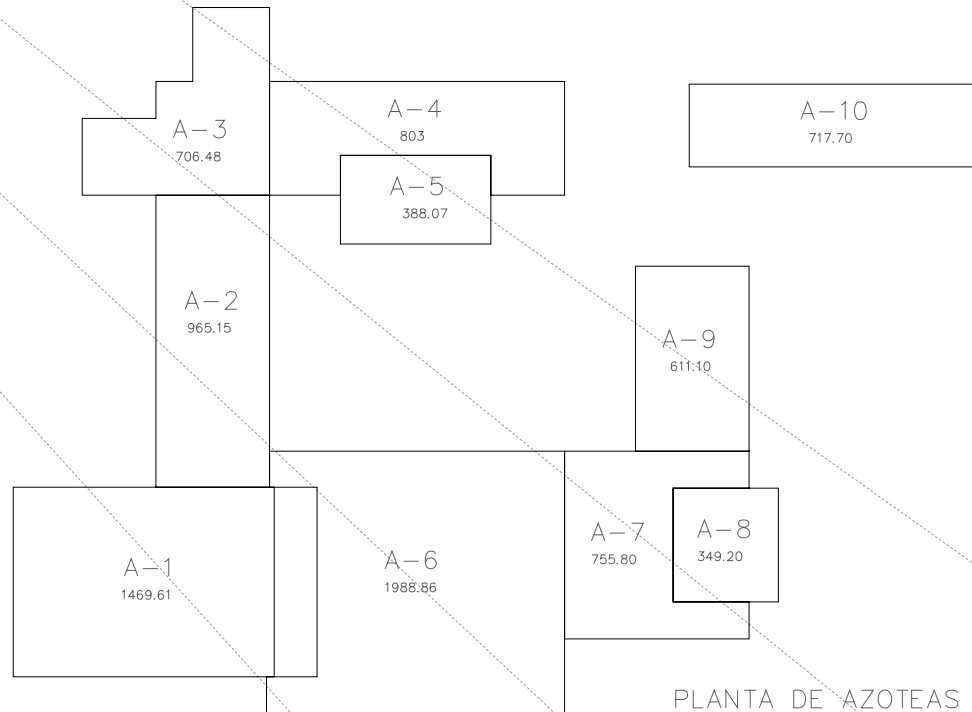 A-4
803
A-10
717.70
A-3
706.48
A-5
388.07
A-2
965.15
A-9
611.10
A-7
755.80
A-8
349.20
A-1
1469.61
A-6
1988.86
PLANTA DE AZOTEAS